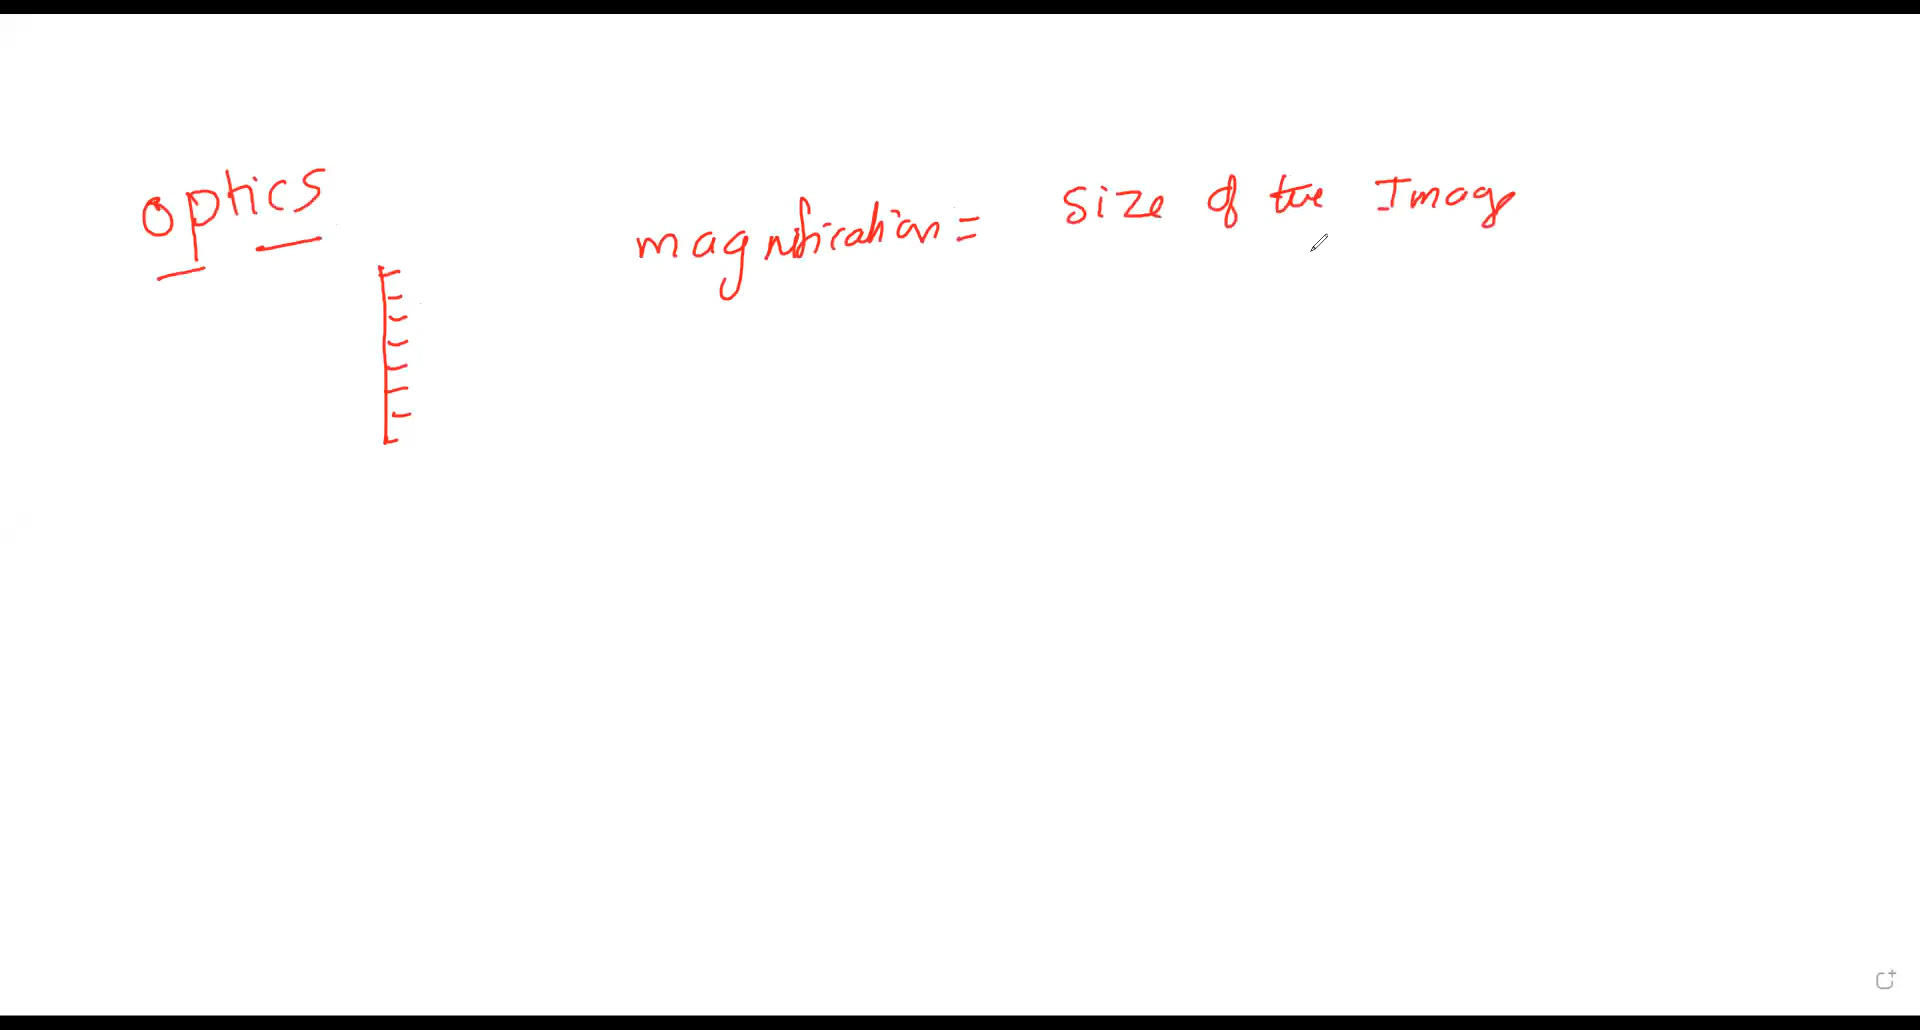 optics
magnification = size of the Image